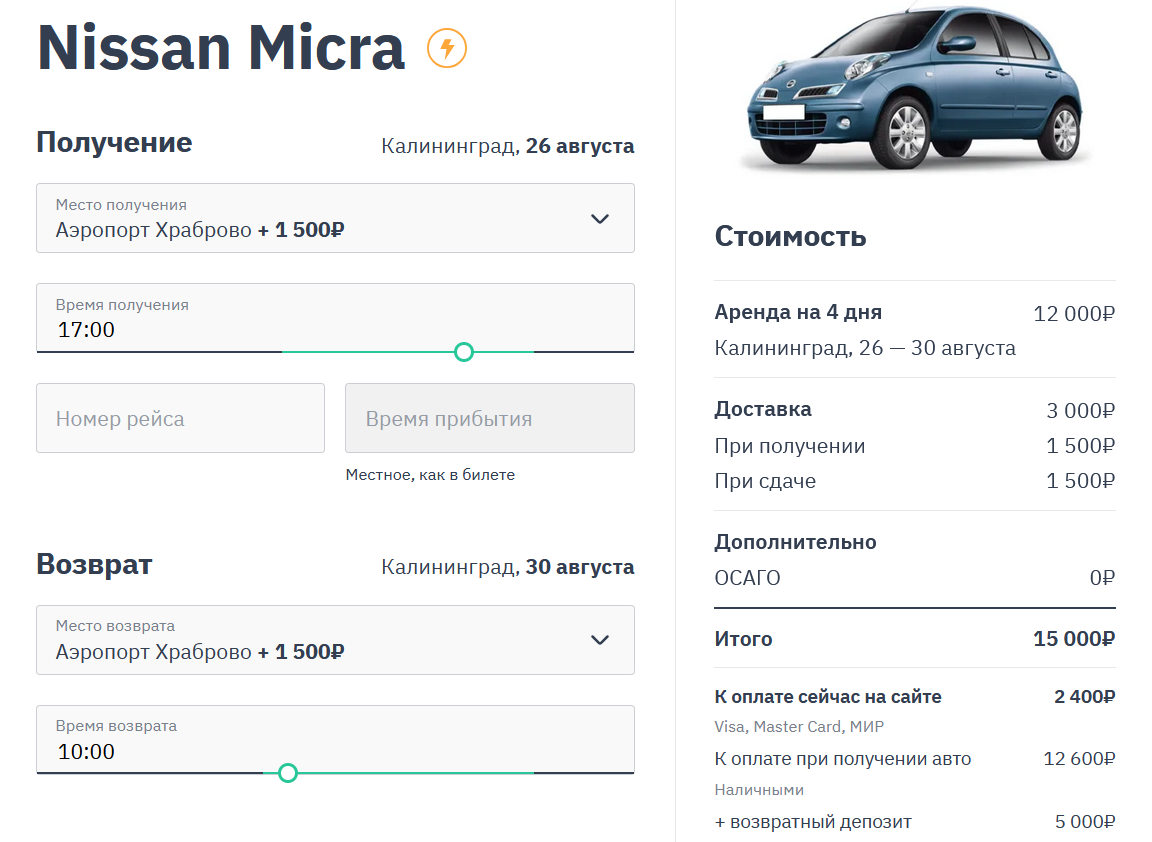 Nissan Micra
Получение
Калининград, 26 августа
Место получения
Аэропорт Храброво + 1 500₽
Время получения
17:00
Номер рейса
Время прибытия
Местное, как в билете
Возврат
Калининград, 30 августа
Место возврата
Аэропорт Храброво + 1 500₽
Время возврата
10:00
Стоимость
Аренда на 4 дня 12 000₽
Калининград, 26 — 30 августа
Доставка 3 000₽
При получении 1 500₽
При сдаче 1 500₽
Дополнительно
ОСАГО 0₽
Итого 15 000₽
К оплате сейчас на сайте 2 400₽
Visa, Master Card, МИР
К оплате при получении авто 12 600₽
Наличными
+ возвратный депозит 5 000₽